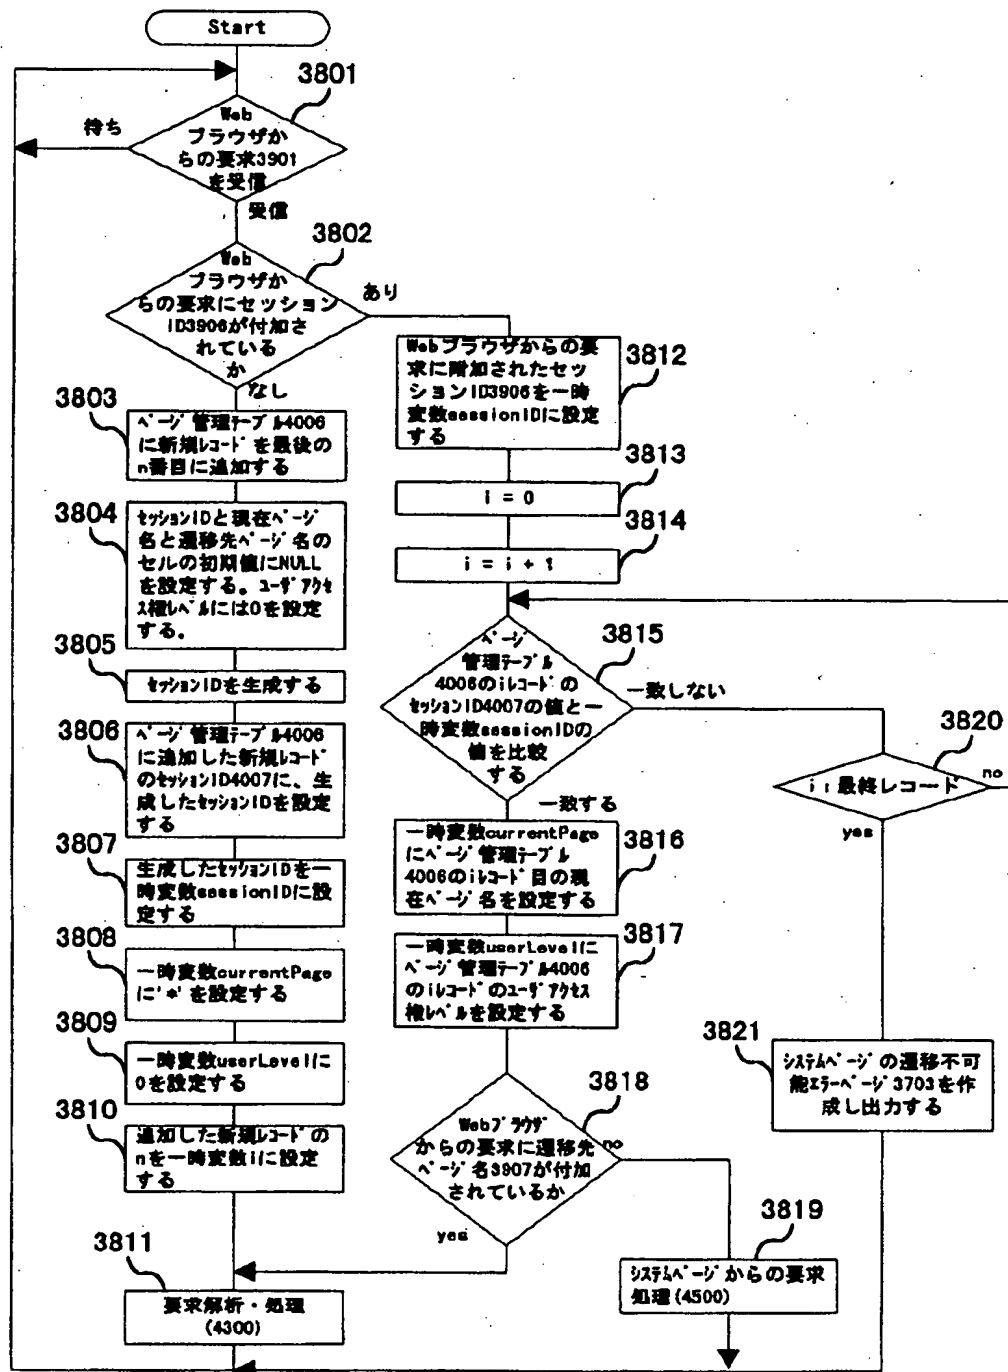 Start
3801
Web
ブラウザか
らの要求3901
を受信
待ち
受信
3802
Web
ブラウザか
らの要求にセッション
ID3906が付加さ
れている
か
あり
なし
3803
ページ管理テーブル4006
に新規レコードを最後の
n番目に追加する
3804
セッションIDと現在ページ
名と遷移先ページ名の
セルの初期値にNULL
を設定する。ユーザアクセ
ス権レベルには0を設定
する。
3805
セッションIDを生成する
3806
ページ管理テーブル4006
に追加した新規レコード
のセッションID4007に、生
成したセッションIDを設定
する
3807
生成したセッションIDを一
時変数sessionIDに設
定する
3808
一時変数currentPage
に'*'を設定する
3809
一時変数userLevelに
0を設定する
3810
追加した新規レコードの
nを一時変数iに設定
する
3811
要求解析・処理
(4300)
3812
Webブラウザからの要
求に附加されたセッ
ションID3906を一時
変数sessionIDに設定
する
3813
i = 0
3814
i = i + 1
3815
ページ
管理テーブル
4006のiレコードの
セッションID4007の値と一
時変数sessionIDの
値を比較
する
一致しない
一致する
3816
一時変数currentPage
にページ管理テーブル
4006のiレコード目の現
在ページ名を設定する
3817
一時変数userLevelに
ページ管理テーブル4006
のiレコードのユーザアクセス
権レベルを設定する
3818
Webブラウザ
からの要求に遷移先
ページ名3907が付加
されているか
no
yes
3819
システムページからの要求
処理(4500)
3820
i：最終レコード
no
yes
3821
システムページの遷移不可
能エラーページ3703を作
成し出力する